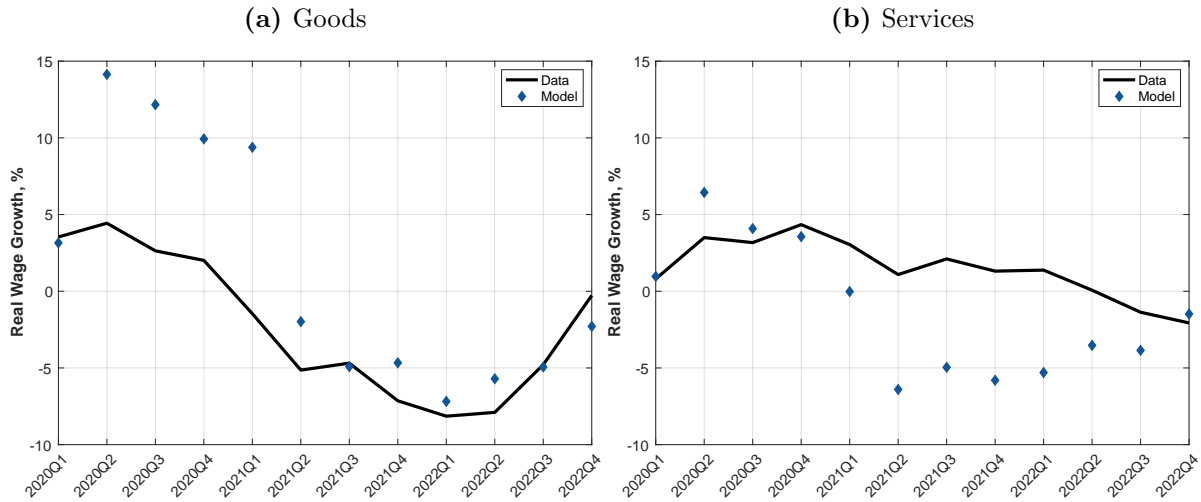 (a) Goods
Real Wage Growth, %
15
10
5
0
-5
-10
Data
Model
2020Q1
2020Q2
2020Q3
2020Q4
2021Q1
2021Q2
2021Q3
2021Q4
2022Q1
2022Q2
2022Q3
2022Q4
(b) Services
Real Wage Growth, %
15
10
5
0
-5
-10
Data
Model
2020Q1
2020Q2
2020Q3
2020Q4
2021Q1
2021Q2
2021Q3
2021Q4
2022Q1
2022Q2
2022Q3
2022Q4